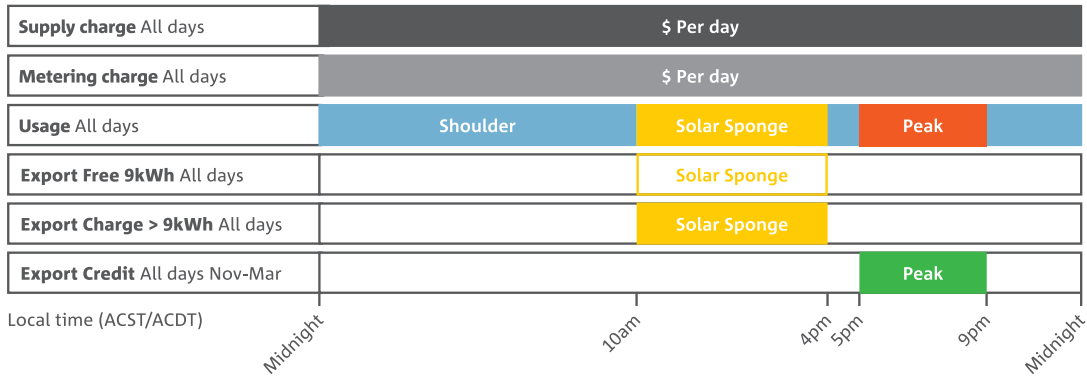 Supply charge All days $ Per day
Metering charge All days $ Per day
Usage All days Shoulder Solar Sponge Peak
Export Free 9kWh All days Solar Sponge
Export Charge > 9kWh All days Solar Sponge
Export Credit All days Nov-Mar Peak
Local time (ACST/ACDT) Midnight 10am 4pm 5pm 9pm Midnight